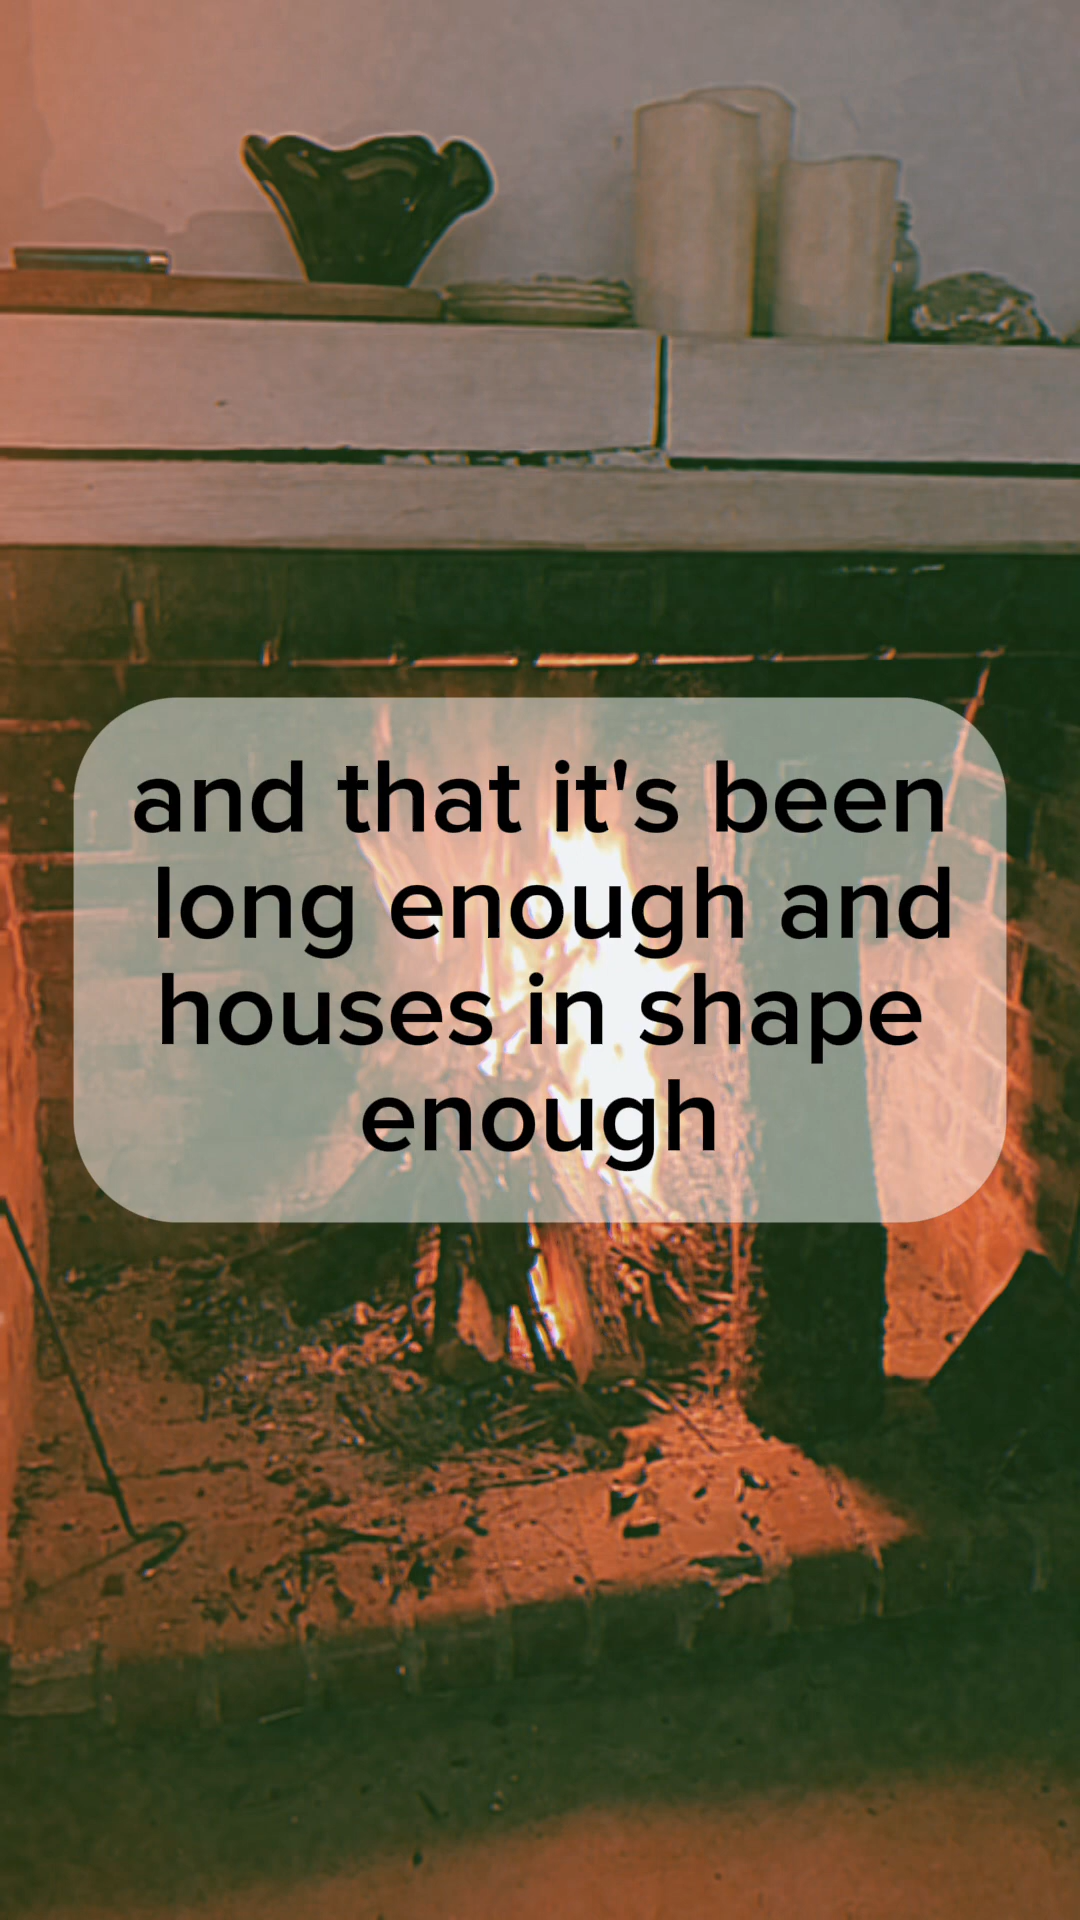 and that it's been
long enough and
houses in shape
enough